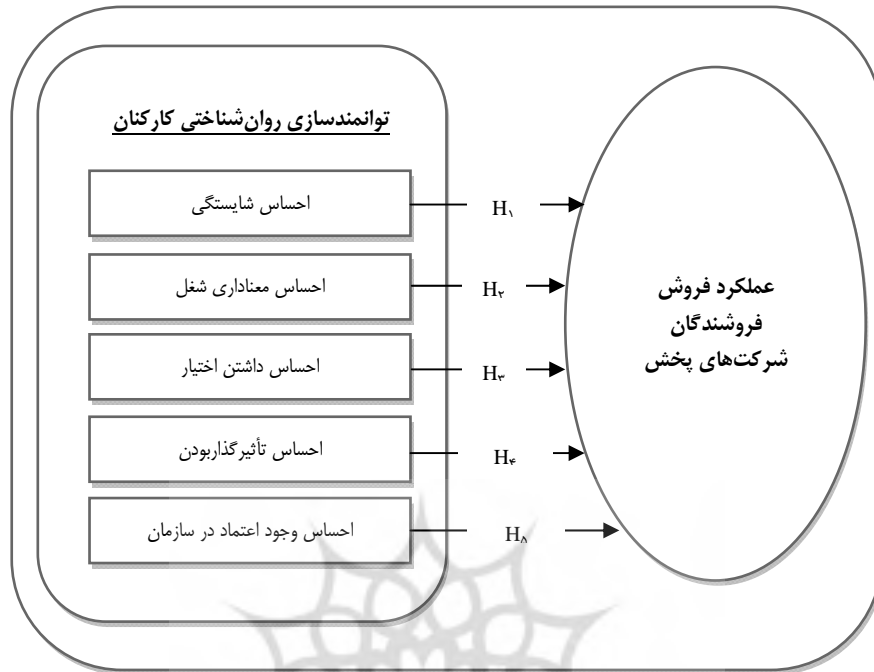 توانمندسازی روان‌شناختی کارکنان
احساس شایستگی
H۱
احساس معناداری شغل
H۲
احساس داشتن اختیار
H۳
احساس تأثیرگذاربودن
H۴
احساس وجود اعتماد در سازمان
H۸
عملکرد فروش
فروشندگان
شرکت‌های پخش